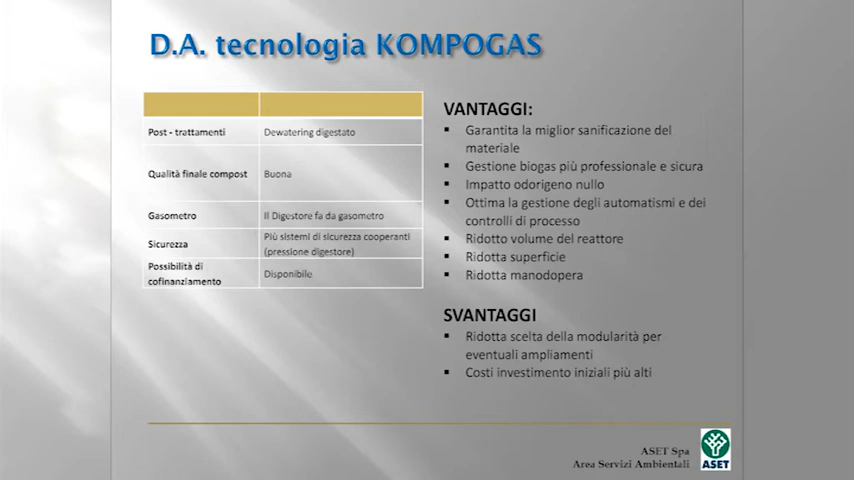 D.A. tecnologia KOMPOGAS
Post - trattamenti Dewatering digestato
Qualità finale compost Buona
Gasometro Il Digestore fa da gasometro
Sicurezza Più sistemi di sicurezza cooperanti
(pressione digestore)
Possibilità di
cofinanziamento Disponibile
VANTAGGI:
▪ Garantita la miglior sanificazione del
materiale
▪ Gestione biogas più professionale e sicura
▪ Impatto odorigeno nullo
▪ Ottima la gestione degli automatismi e dei
controlli di processo
▪ Ridotto volume del reattore
▪ Ridotta superficie
▪ Ridotta manodopera
SVANTAGGI
▪ Ridotta scelta della modularità per
eventuali ampliamenti
▪ Costi investimento iniziali più alti
ASET Spa
Area Servizi Ambientali
ASET